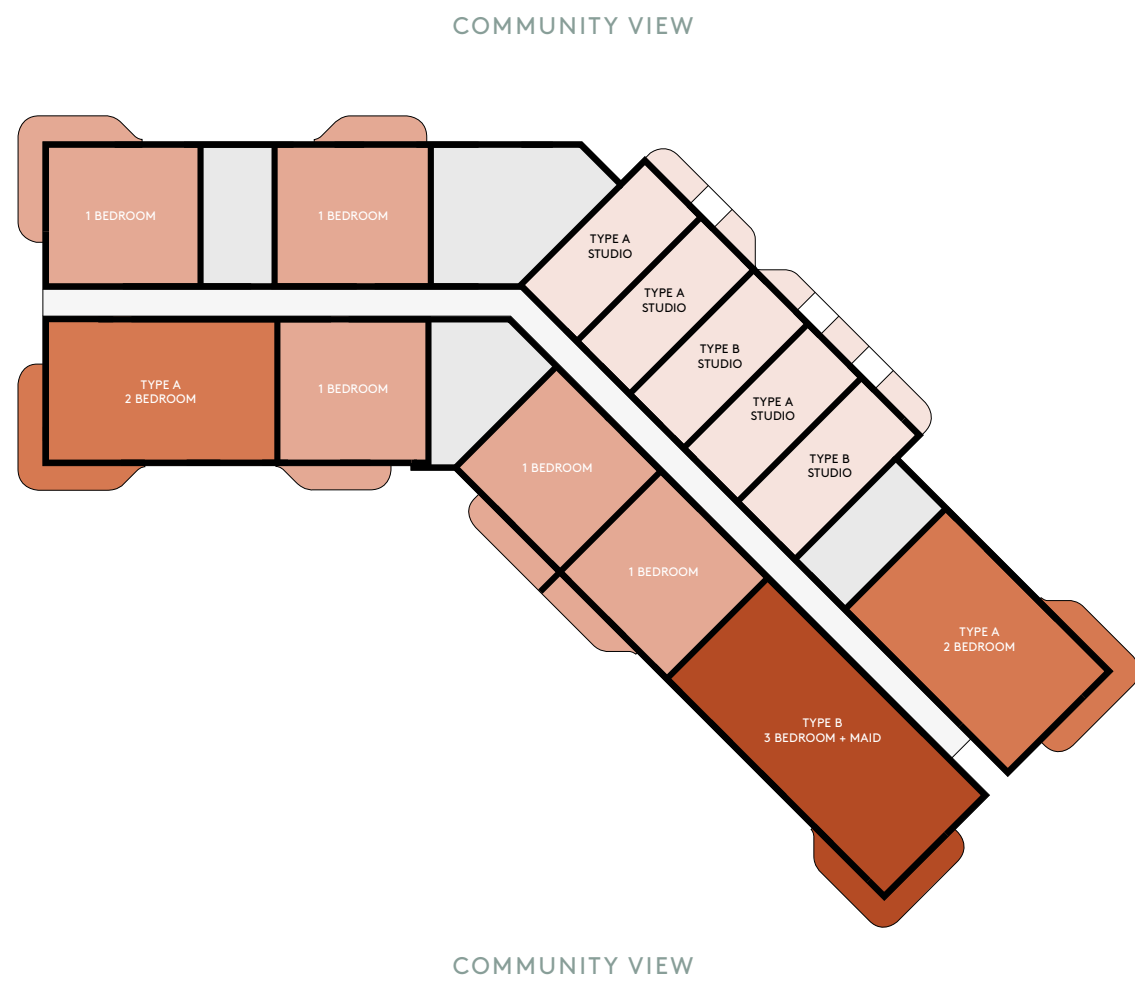 COMMUNITY VIEW
1 BEDROOM
1 BEDROOM
TYPE A
STUDIO
TYPE A
STUDIO
TYPE B
STUDIO
TYPE A
STUDIO
TYPE B
STUDIO
TYPE A
2 BEDROOM
1 BEDROOM
1 BEDROOM
1 BEDROOM
TYPE A
2 BEDROOM
TYPE B
3 BEDROOM + MAID
COMMUNITY VIEW